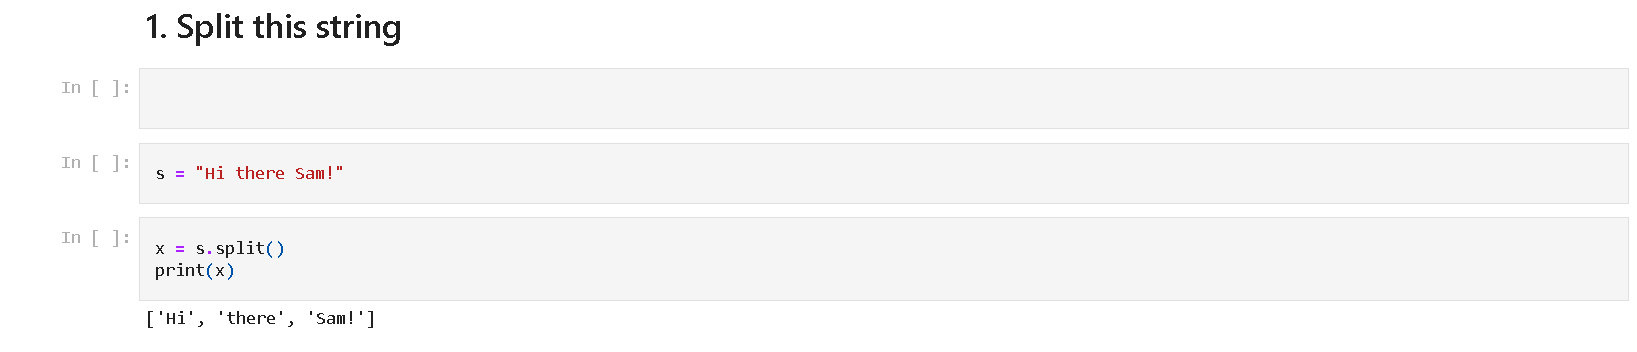 1. Split this string
In [ ]:
In [ ]:
s = "Hi there Sam!"
In [ ]:
x = s.split()
print(x)
['Hi', 'there', 'Sam!']